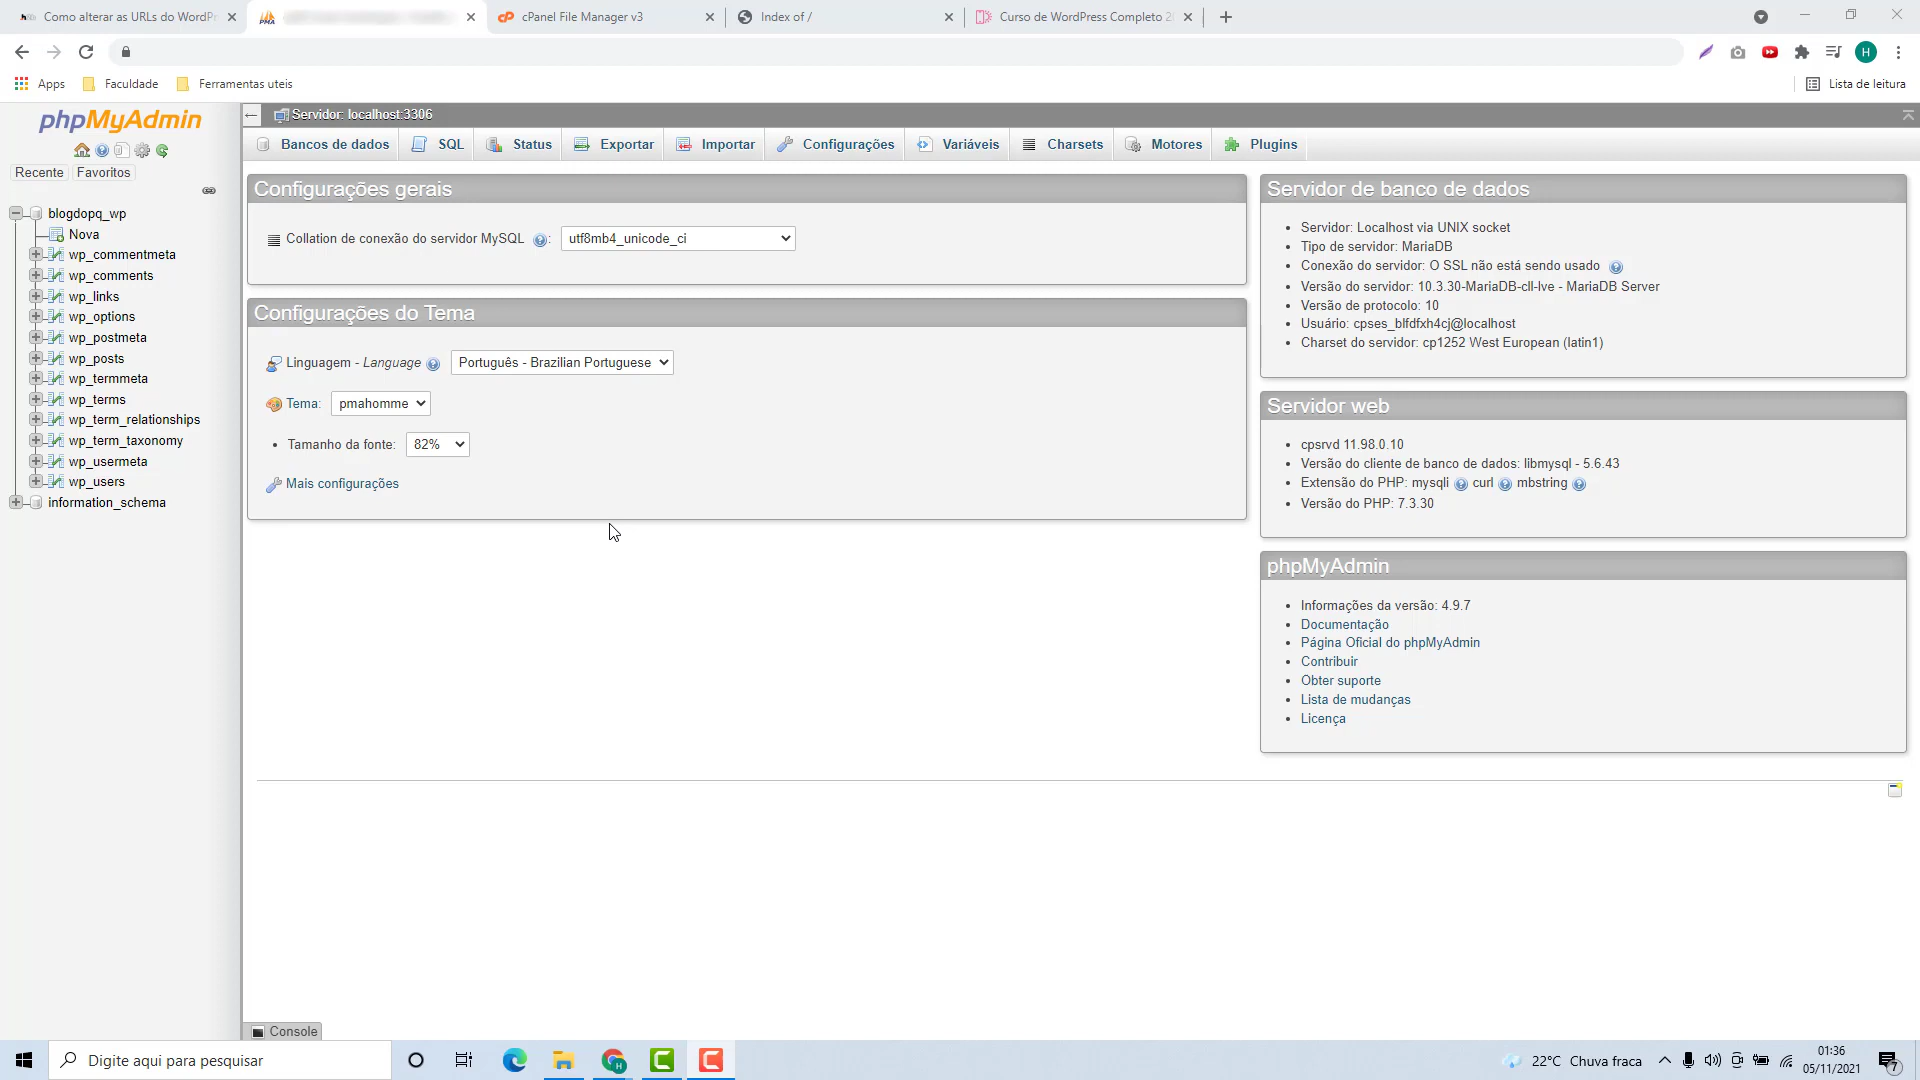 Como alterar as URLs do WordPr
cPanel File Manager v3
Index of /
Curso de WordPress Completo 2
H
Apps
Faculdade
Ferramentas uteis
Lista de leitura
phpMyAdmin
Recente
Favoritos
blogdopq_wp
Nova
wp_commentmeta
wp_comments
wp_links
wp_options
wp_postmeta
wp_posts
wp_termmeta
wp_terms
wp_term_relationships
wp_term_taxonomy
wp_usermeta
wp_users
information_schema
Servidor: localhost:3306
Bancos de dados
SQL
Status
Exportar
Importar
Configurações
Variáveis
Charsets
Motores
Plugins
Configurações gerais
Collation de conexão do servidor MySQL : utf8mb4_unicode_ci
Configurações do Tema
Linguagem - Language Português - Brazilian Portuguese
Tema: pmahomme
Tamanho da fonte: 82%
Mais configurações
Servidor de banco de dados
Servidor: Localhost via UNIX socket
Tipo de servidor: MariaDB
Conexão do servidor: O SSL não está sendo usado
Versão do servidor: 10.3.30-MariaDB-cll-lve - MariaDB Server
Versão de protocolo: 10
Usuário: cpses_blfdfxh4cj@localhost
Charset do servidor: cp1252 West European (latin1)
Servidor web
cpsrvd 11.98.0.10
Versão do cliente de banco de dados: libmysql - 5.6.43
Extensão do PHP: mysqli curl mbstring
Versão do PHP: 7.3.30
phpMyAdmin
Informações da versão: 4.9.7
Documentação
Página Oficial do phpMyAdmin
Contribuir
Obter suporte
Lista de mudanças
Licença
Console
Digite aqui para pesquisar
22°C Chuva fraca
01:36
05/11/2021
7